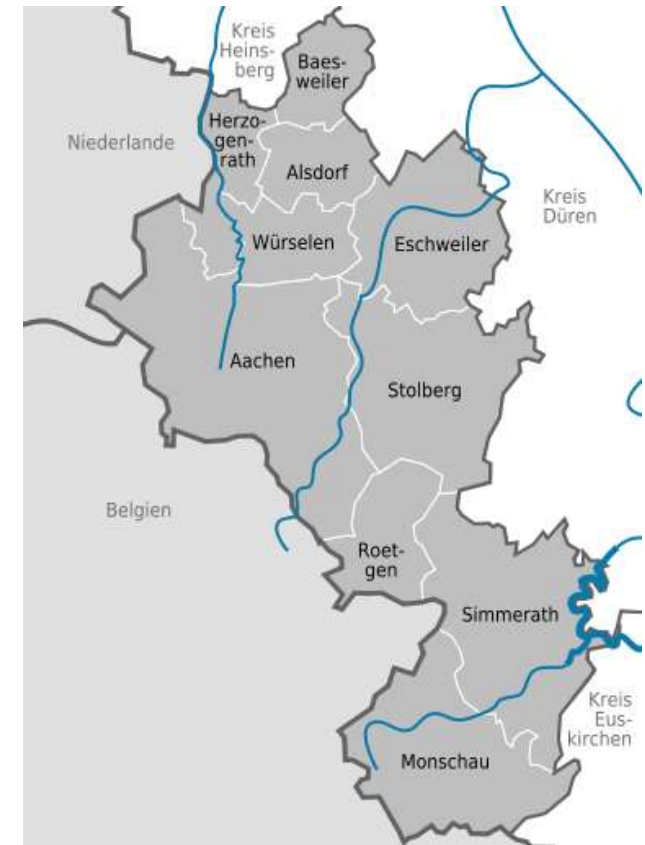 Kreis
Heins-
berg
Baes-
weiler
Niederlande
Herzo-
gen-
rath
Alsdorf
Kreis
Düren
Würselen
Eschweiler
Aachen
Stolberg
Belgien
Roet-
gen
Simmerath
Kreis
Eus-
kirchen
Monschau